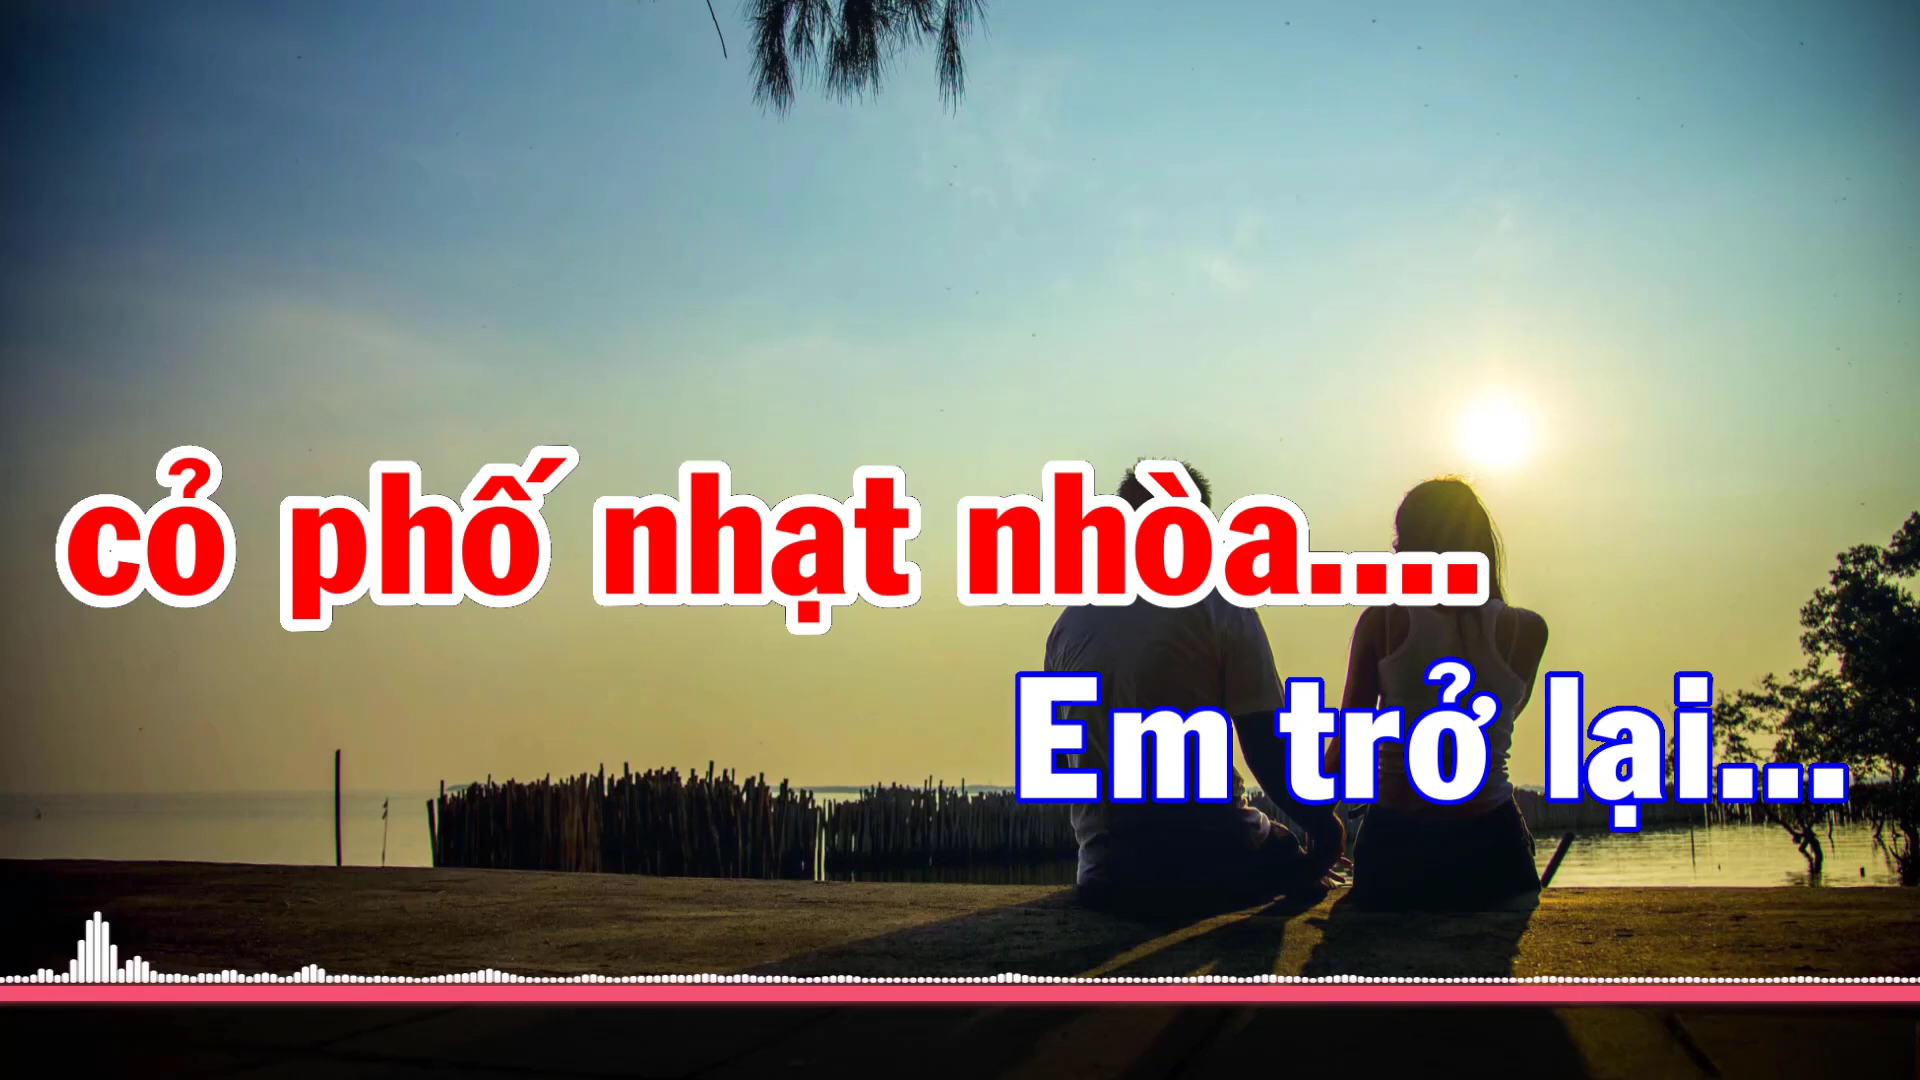 cỏ phố nhạt nhòa....
Em trở lại...